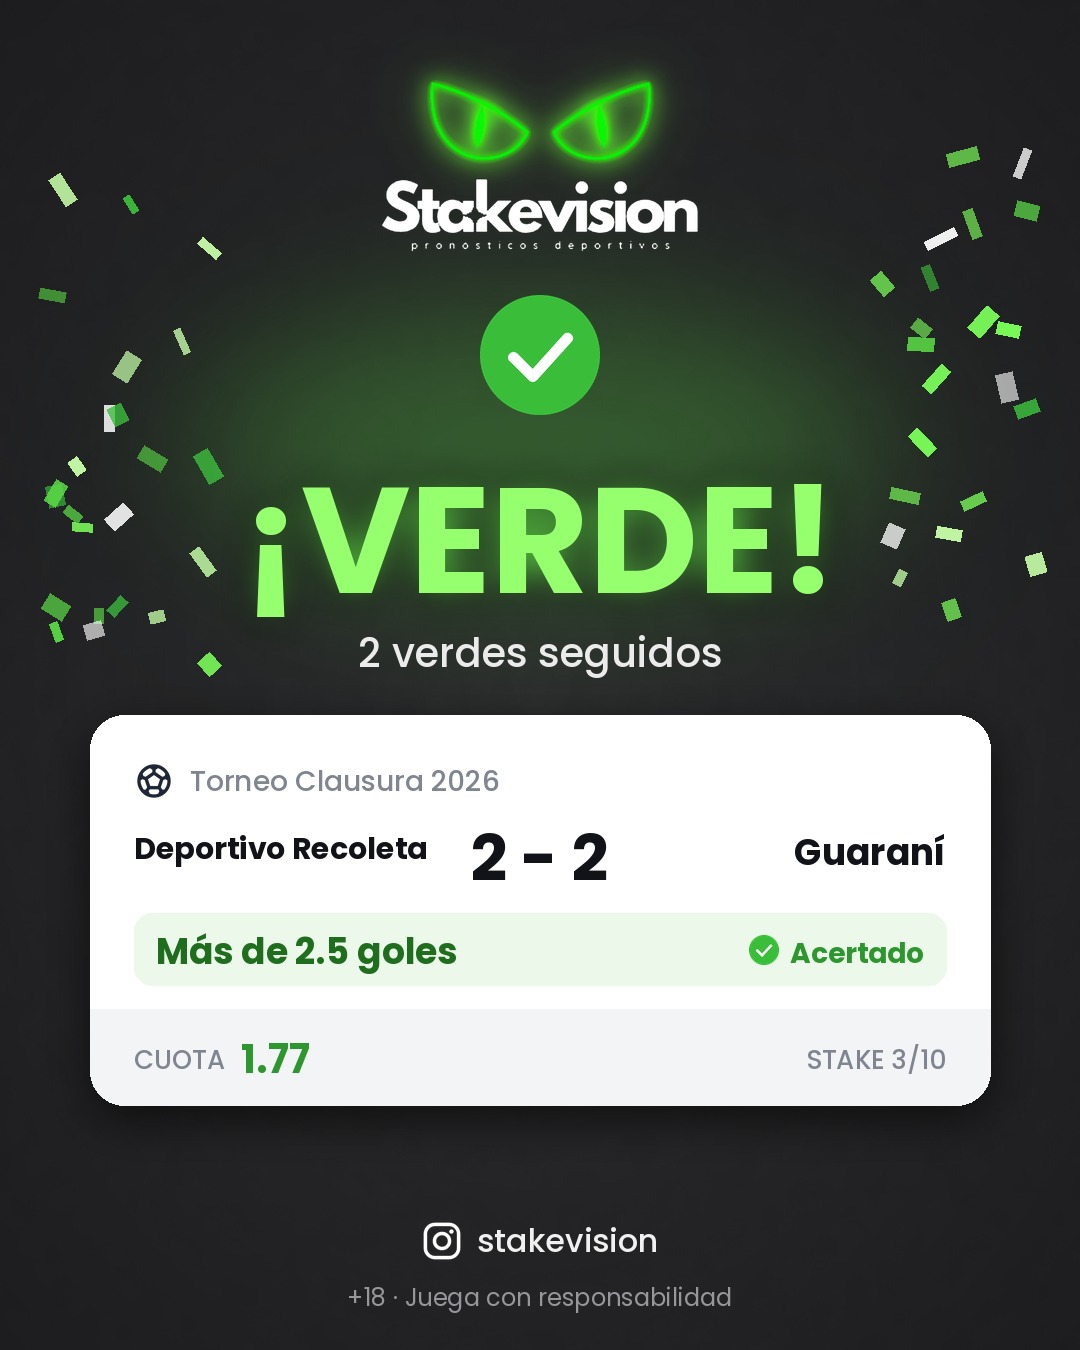 Stakevision
pronósticos deportivos
¡VERDE!
2 verdes seguidos
Torneo Clausura 2026
Deportivo Recoleta 2 - 2 Guaraní
Más de 2.5 goles Acertado
CUOTA 1.77 STAKE 3/10
stakevision
+18 · Juega con responsabilidad